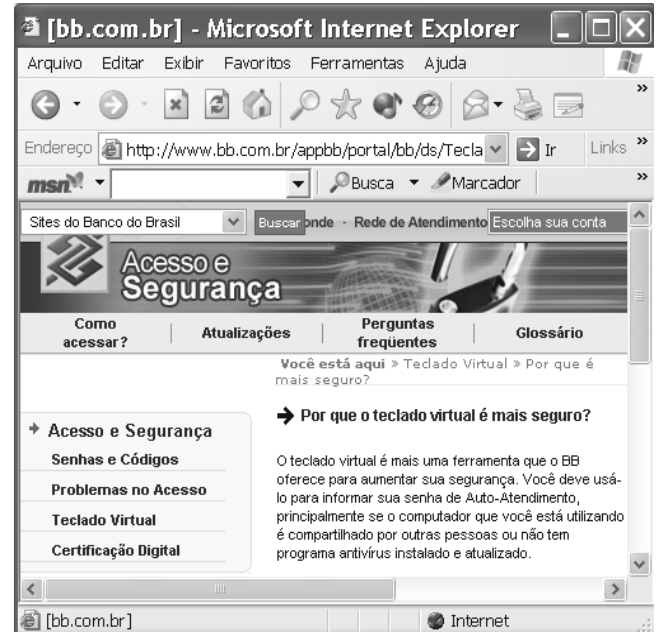 [bb.com.br] - Microsoft Internet Explorer
Arquivo Editar Exibir Favoritos Ferramentas Ajuda
»
Endereço http://www.bb.com.br/appbb/portal/bb/ds/Tecla Ir Links »
msn Busca Marcador »
Sites do Banco do Brasil Buscar onde · Rede de Atendimento Escolha sua conta
Acesso e
Segurança
Como acessar? | Atualizações | Perguntas freqüentes | Glossário
Você está aqui » Teclado Virtual » Por que é
mais seguro?
Acesso e Segurança
Senhas e Códigos
Problemas no Acesso
Teclado Virtual
Certificação Digital
Por que o teclado virtual é mais seguro?
O teclado virtual é mais uma ferramenta que o BB
oferece para aumentar sua segurança. Você deve usá-
lo para informar sua senha de Auto-Atendimento,
principalmente se o computador que você está utilizando
é compartilhado por outras pessoas ou não tem
programa antivírus instalado e atualizado.
[bb.com.br] Internet